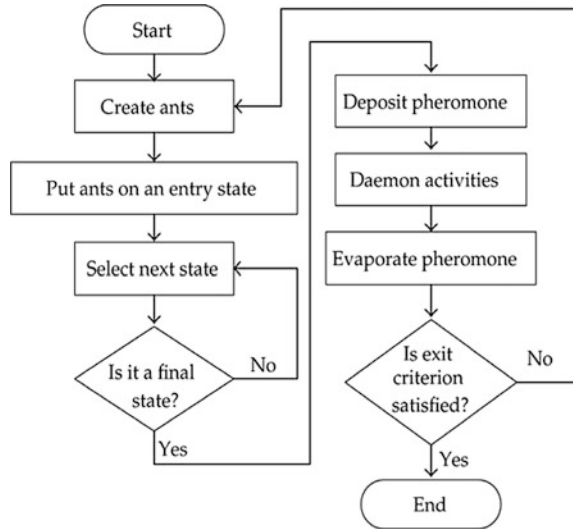 Start
Create ants
Put ants on an entry state
Select next state
Is it a final
state?
No
Yes
Deposit pheromone
Daemon activities
Evaporate pheromone
Is exit
criterion
satisfied?
No
Yes
End